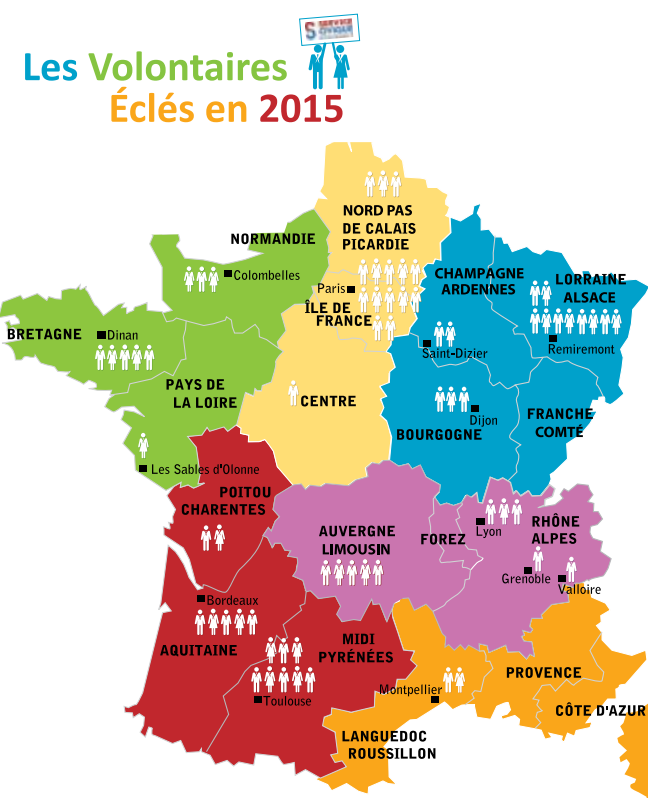 SERVICE
CIVIQUE
Les Volontaires
Éclés en 2015
NORD PAS
DE CALAIS
PICARDIE
NORMANDIE
Colombelles
Paris
ÎLE DE
FRANCE
CHAMPAGNE
ARDENNES
LORRAINE
ALSACE
BRETAGNE
Dinan
Saint-Dizier
Remiremont
PAYS DE
LA LOIRE
CENTRE
Dijon
BOURGOGNE
FRANCHE
COMTÉ
Les Sables d'Olonne
POITOU
CHARENTES
AUVERGNE
LIMOUSIN
FOREZ
Lyon
RHÔNE
ALPES
Grenoble
Valloire
Bordeaux
AQUITAINE
MIDI
PYRÉNÉES
Toulouse
Montpellier
PROVENCE
CÔTE D'AZUR
LANGUEDOC
ROUSSILLON